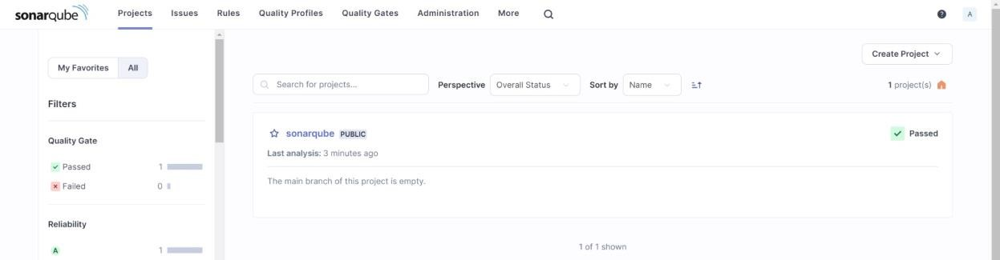 sonarqube Projects Issues Rules Quality Profiles Quality Gates Administration More ? A
My Favorites All
Filters
Quality Gate
Passed 1
Failed 0
Reliability
A 1
Create Project
Search for projects... Perspective Overall Status Sort by Name 1 project(s)
sonarqube PUBLIC Passed
Last analysis: 3 minutes ago
The main branch of this project is empty.
1 of 1 shown